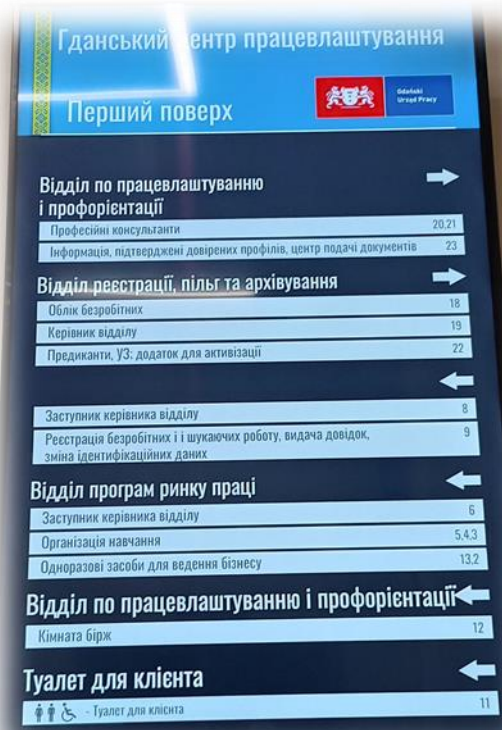 Гданський центр працевлаштування
Gdański
Urząd Pracy
Перший поверх
Відділ по працевлаштуванню
і профорієнтації
Професійні консультанти 20,21
Інформація, підтверджені довірених профілів, центр подачі документів 23
Відділ реєстрації, пільг та архівування
Облік безробітних 18
Керівник відділу 19
Предиканти, УЗ; додаток для активізації 22
Заступник керівника відділу 8
Реєстрація безробітних і і шукаючих роботу, видача довідок, 9
зміна ідентифікаційних даних
Відділ програм ринку праці
Заступник керівника відділу 6
Організація навчання 5,4,3
Одноразові засоби для ведення бізнесу 13,2
Відділ по працевлаштуванню і профорієнтації
Кімната бірж 12
Туалет для клієнта
- Туалет для клієнта 11